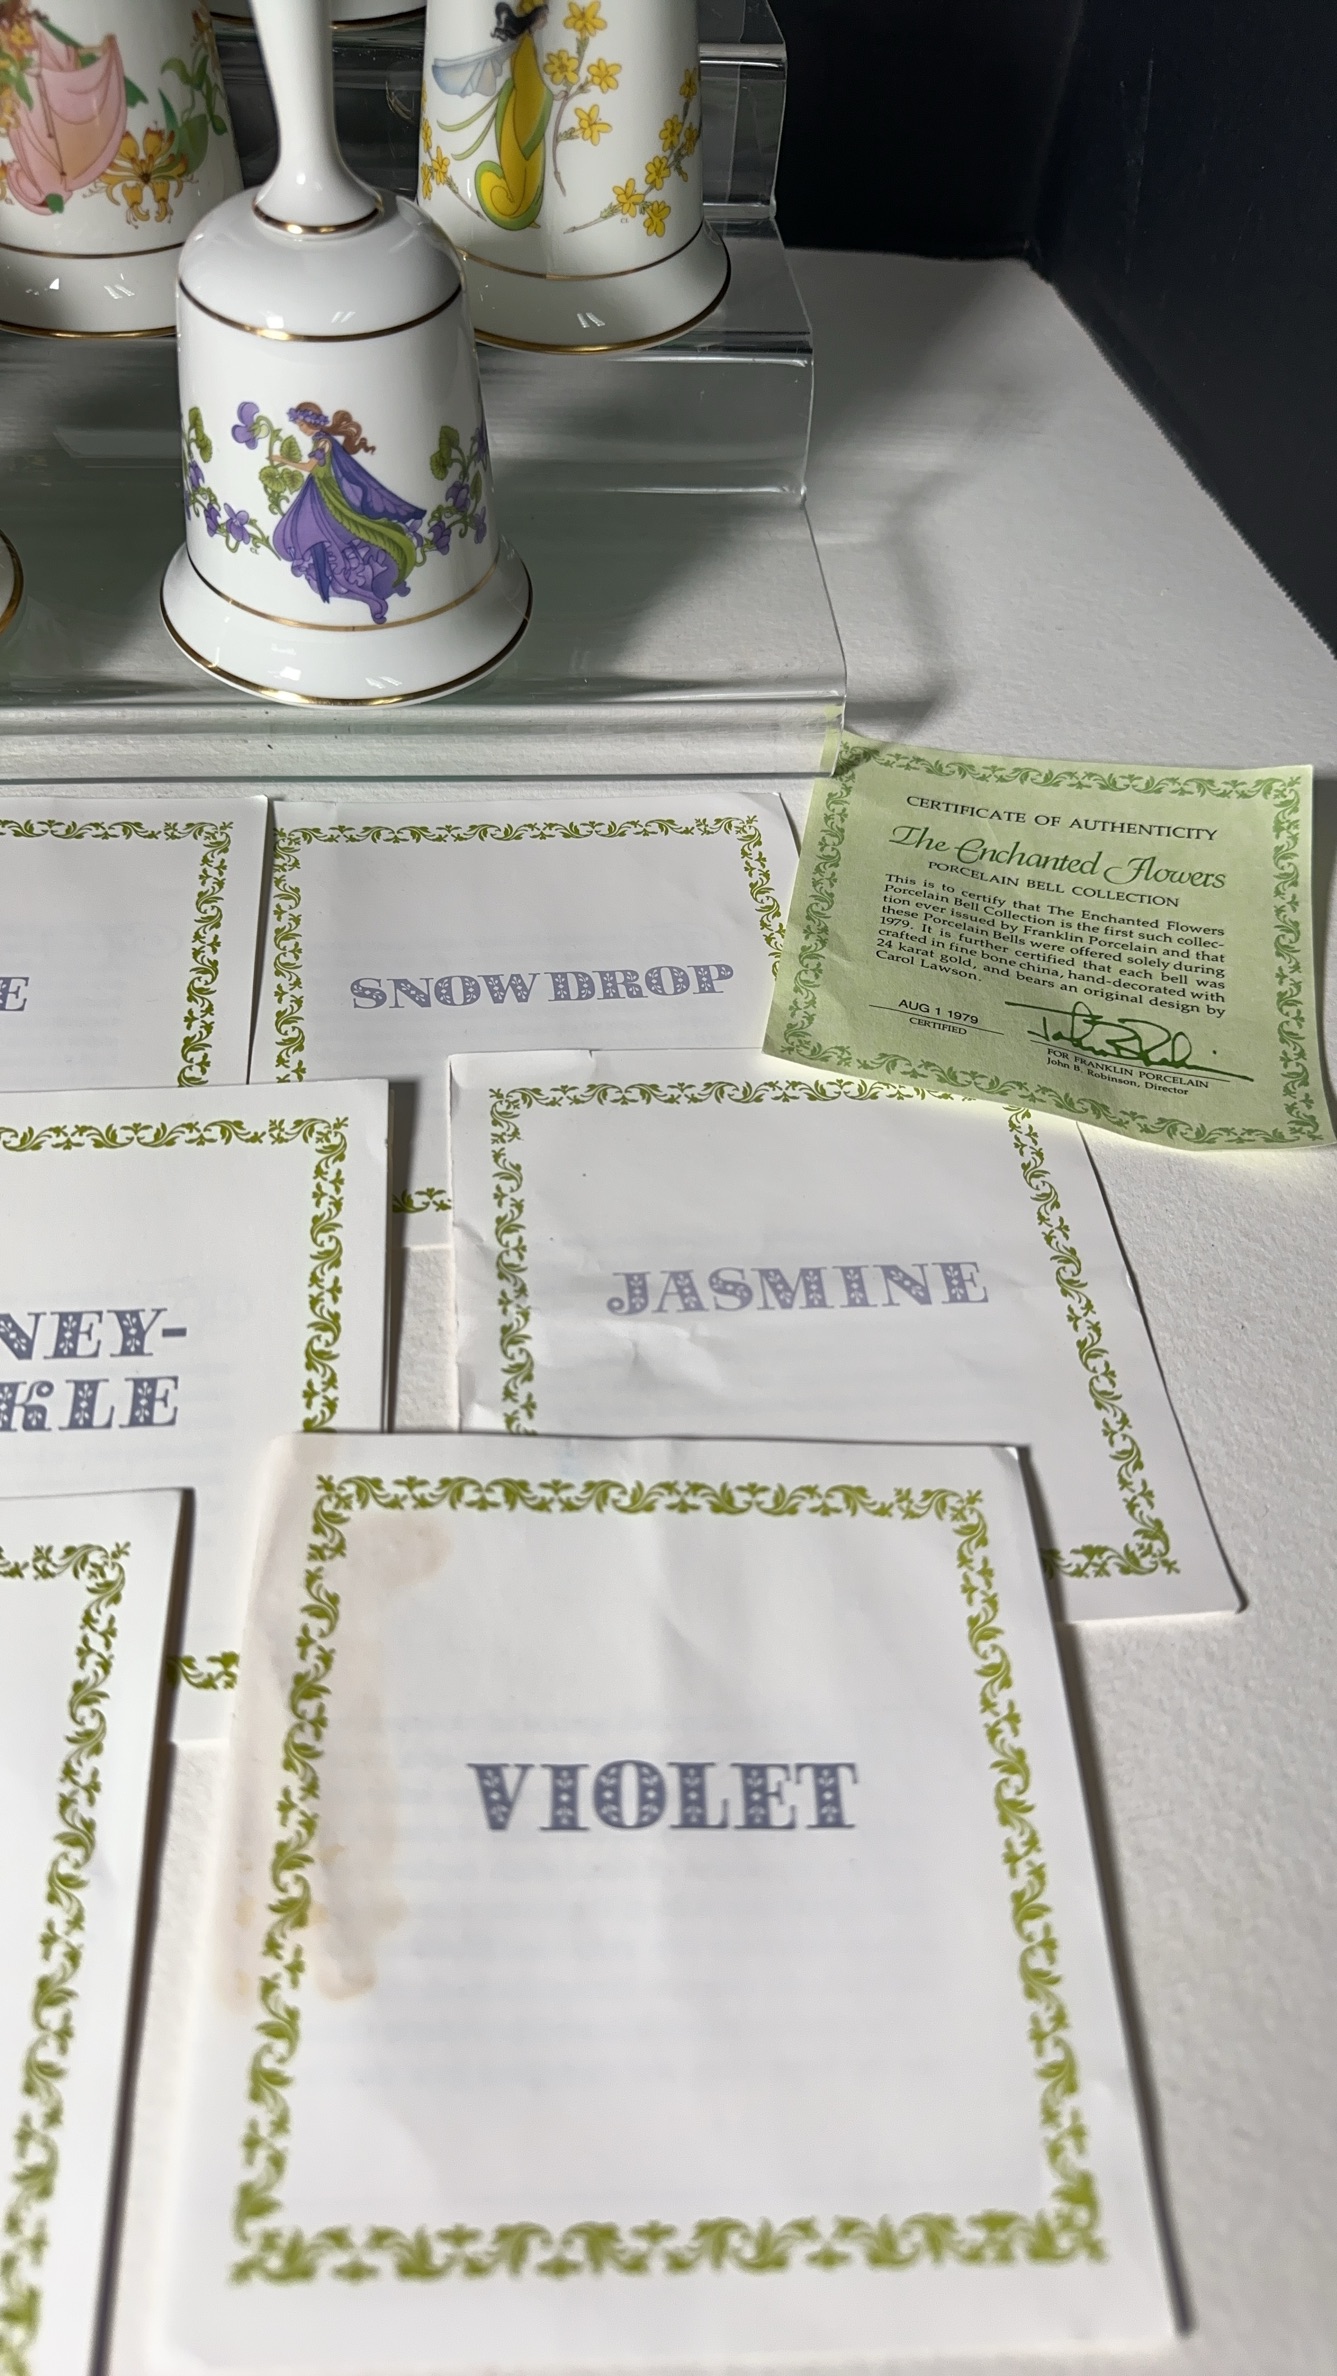 CERTIFICATE OF AUTHENTICITY
The Enchanted Flowers
PORCELAIN BELL COLLECTION
This is to certify that The Enchanted Flowers
Porcelain Bell Collection is the first such collec-
tion ever issued by Franklin Porcelain and that
these Porcelain Bells were offered solely during
1979. It is further certified that each bell was
crafted in fine bone china, hand-decorated with
24 karat gold, and bears an original design by
Carol Lawson.
AUG 1 1979
CERTIFIED
FOR FRANKLIN PORCELAIN
John B. Robinson, Director
E
SNOWDROP
JASMINE
NEY-
KLE
VIOLET